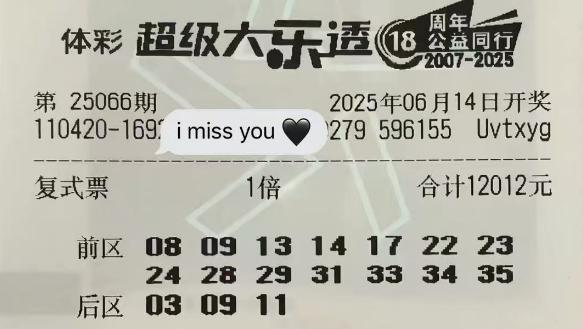 体彩 超级大乐透 18 周年
公益同行
2007-2025
第 25066期 2025年06月14日开奖
110420-169 i miss you 🖤 279 596155 Uvtxyg
复式票 1倍 合计12012元
前区 08 09 13 14 17 22 23
24 28 29 31 33 34 35
后区 03 09 11